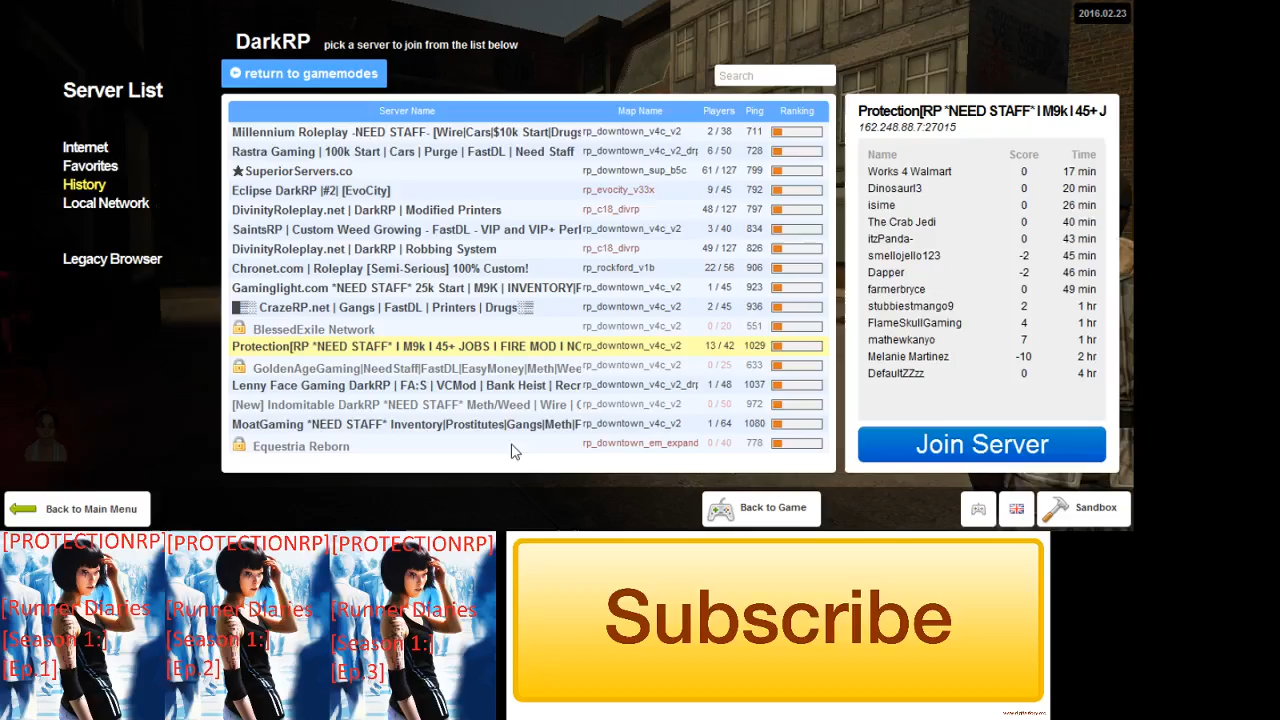 2016.02.23
DarkRP pick a server to join from the list below
return to gamemodes
Search
Server List
Internet
Favorites
History
Local Network
Legacy Browser
Server Name Map Name Players Ping Ranking
Millennium Roleplay -NEED STAFF- [Wire|Cars|$10k Start|Drugs rp_downtown_v4c_v2 2 / 38 711
Rastra Gaming | 100k Start | Cars | Purge | FastDL | Need Staff rp_downtown_v4c_v2_drp 6 / 50 728
★SuperiorServers.co rp_downtown_sup_b5c 61 / 127 799
Eclipse DarkRP |#2| [EvoCity] rp_evocity_v33x 9 / 45 792
DivinityRoleplay.net | DarkRP | Modified Printers rp_c18_divrp 48 / 127 797
SaintsRP | Custom Weed Growing - FastDL - VIP and VIP+ Perl rp_downtown_v4c_v2 3 / 40 834
DivinityRoleplay.net | DarkRP | Robbing System rp_c18_divrp 49 / 127 826
Chronet.com | Roleplay [Semi-Serious] 100% Custom! rp_rockford_v1b 22 / 56 906
Gaminglight.com *NEED STAFF* 25k Start | M9K | INVENTORY|F rp_downtown_v4c_v2 1 / 45 923
█▓▒░ CrazeRP.net | Gangs | FastDL | Printers | Drugs░▒ rp_downtown_v4c_v2 2 / 45 936
BlessedExile Network rp_downtown_v4c_v2 0 / 20 551
Protection[RP *NEED STAFF* I M9k I 45+ JOBS I FIRE MOD I NO rp_downtown_v4c_v2 13 / 42 1029
GoldenAgeGaming|NeedStaff|FastDL|EasyMoney|Meth|Wee rp_downtown_v4c_v2 0 / 25 633
Lenny Face Gaming DarkRP | FA:S | VCMod | Bank Heist | Recr rp_downtown_v4c_v2_drp 1 / 48 1037
[New] Indomitable DarkRP *NEED STAFF* Meth/Weed | Wire | ( rp_downtown_v4c_v2 0 / 50 972
MoatGaming *NEED STAFF* Inventory|Prostitutes|Gangs|Meth|F rp_downtown_v4c_v2 1 / 64 1080
Equestria Reborn rp_downtown_em_expand 0 / 40 778
Protection[RP *NEED STAFF* I M9k I 45+ J
162.248.88.7:27015
Name Score Time
Works 4 Walmart 0 17 min
Dinosaurl3 0 20 min
isime 0 26 min
The Crab Jedi 0 40 min
itzPanda- 0 43 min
smellojello123 -2 45 min
Dapper -2 46 min
farmerbryce 0 49 min
stubbiestmango9 2 1 hr
FlameSkullGaming 4 1 hr
mathewkanyo 7 1 hr
Melanie Martinez -10 2 hr
DefaultZZzz 0 4 hr
Join Server
Back to Main Menu
Back to Game
Sandbox
[PROTECTIONRP]
[Runner Diaries
[Season 1:]
[Ep.1]
[PROTECTIONRP]
[Runner Diaries
[Season 1:]
[Ep.2]
[PROTECTIONRP]
[Runner Diaries
[Season 1:]
[Ep.3]
Subscribe